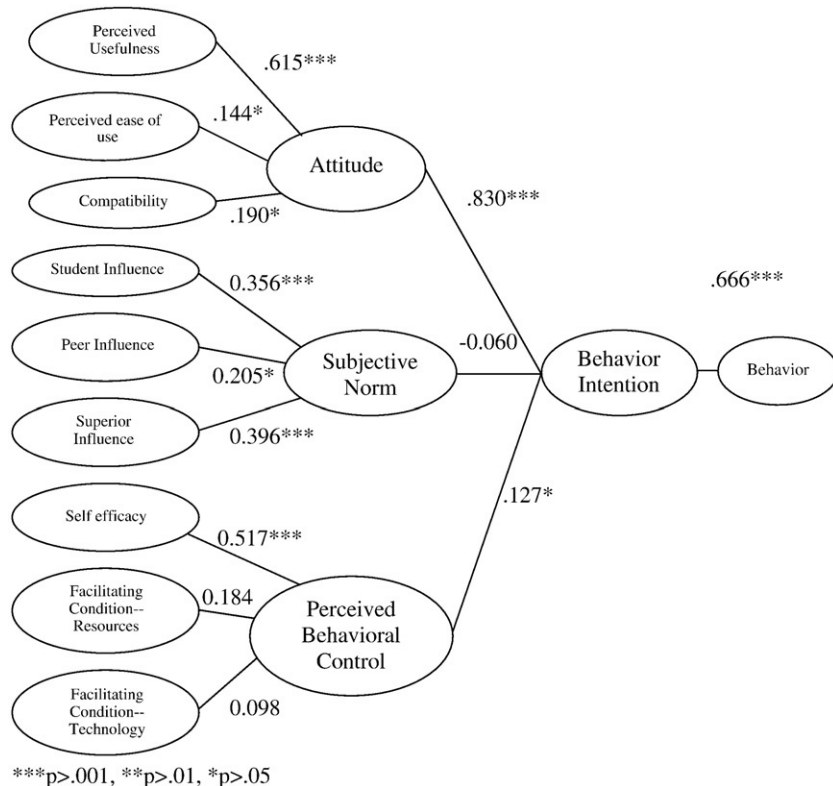 Perceived
Usefulness
.615***
Perceived ease of
use
.144*
Attitude
Compatibility
.190*
.830***
Student Influence
0.356***
.666***
Peer Influence
0.205*
Subjective
Norm
-0.060
Behavior
Intention
Behavior
Superior
Influence
0.396***
Self efficacy
0.517***
.127*
Facilitating
Condition--
Resources
0.184
Perceived
Behavioral
Control
Facilitating
Condition--
Technology
0.098
***p>.001, **p>.01, *p>.05